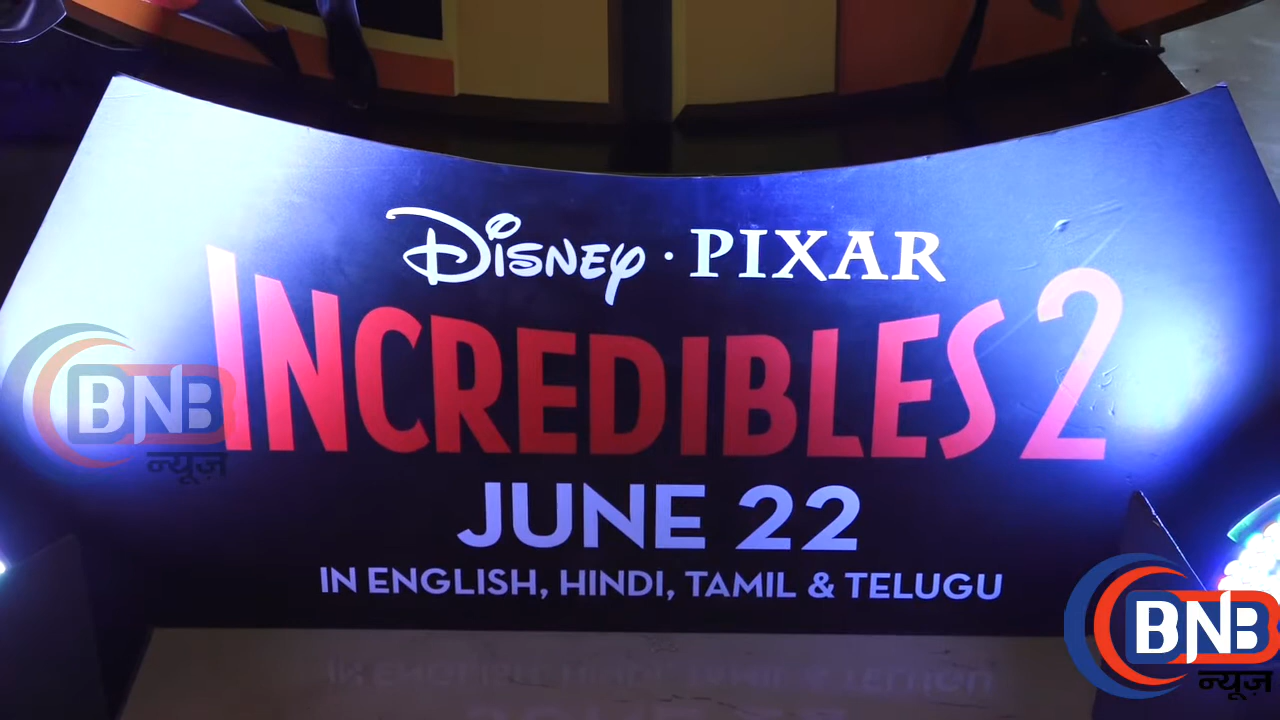 DISNEY · PIXAR
INCREDIBLES 2
JUNE 22
IN ENGLISH, HINDI, TAMIL & TELUGU
BNB
न्यूज़
BNB
न्यूज़